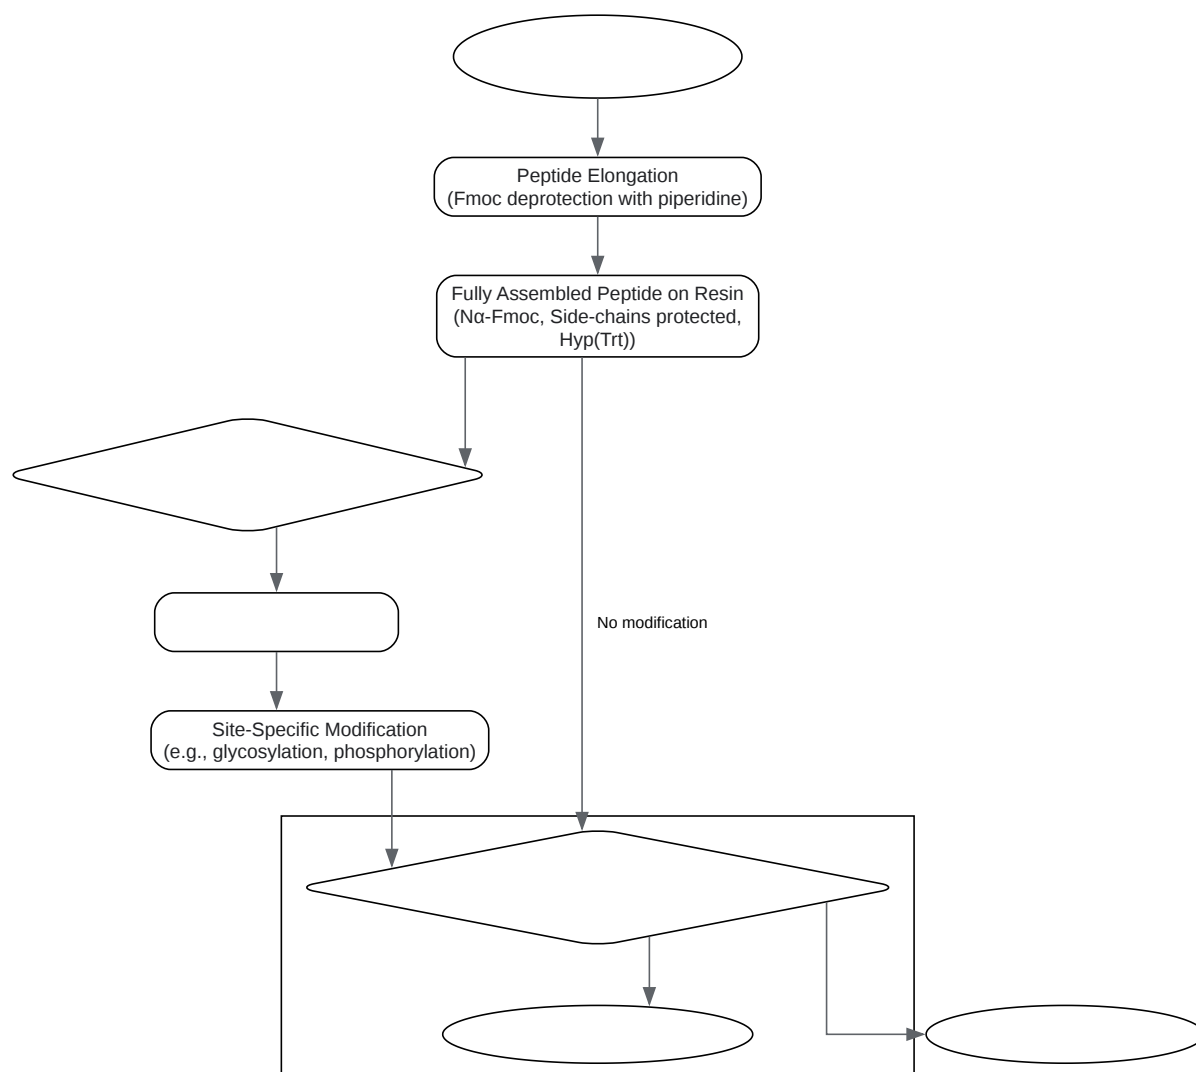 Peptide Elongation
(Fmoc deprotection with piperidine)
Fully Assembled Peptide on Resin
(Nα-Fmoc, Side-chains protected,
Hyp(Trt))
No modification
Site-Specific Modification
(e.g., glycosylation, phosphorylation)